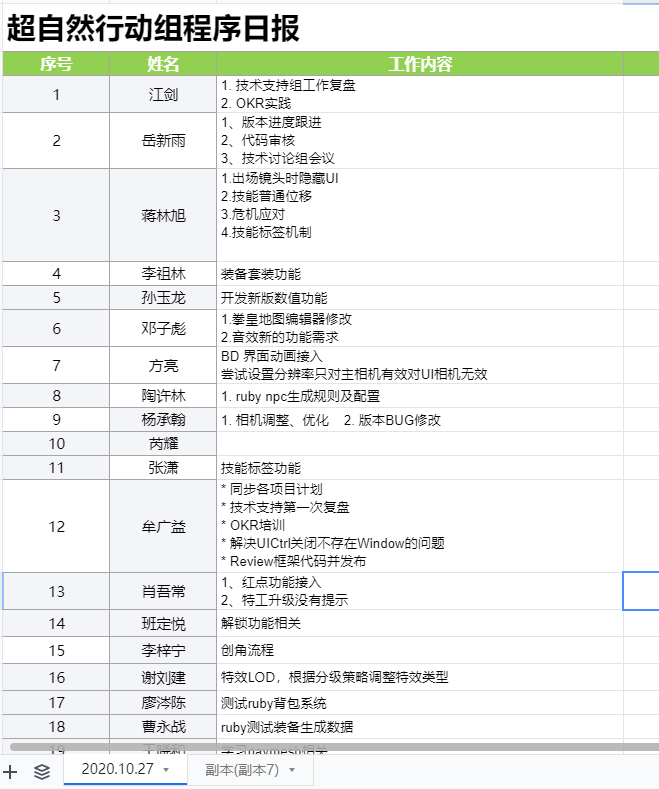 超自然行动组程序日报
序号 姓名 工作内容
1 江剑 1. 技术支持组工作复盘
2. OKR实践
2 岳新雨 1、版本进度跟进
2、代码审核
3、技术讨论组会议
3 蒋林旭 1.出场镜头时隐藏UI
2.技能普通位移
3.危机应对
4.技能标签机制
4 李祖林 装备套装功能
5 孙玉龙 开发新版数值功能
6 邓子彪 1.拳皇地图编辑器修改
2.音效新的功能需求
7 方亮 BD 界面动画接入
尝试设置分辨率只对主相机有效对UI相机无效
8 陶许林 1. ruby npc生成规则及配置
9 杨承翰 1. 相机调整、优化 2. 版本BUG修改
10 芮耀
11 张潇 技能标签功能
12 牟广益 * 同步各项目计划
* 技术支持第一次复盘
* OKR培训
* 解决UICtrl关闭不存在Window的问题
* Review框架代码并发布
13 肖吾常 1、红点功能接入
2、特工升级没有提示
14 班定悦 解锁功能相关
15 李梓宁 创角流程
16 谢刘建 特效LOD，根据分级策略调整特效类型
17 廖涔陈 测试ruby背包系统
18 曹永战 ruby测试装备生成数据
19
2020.10.27 副本(副本7)